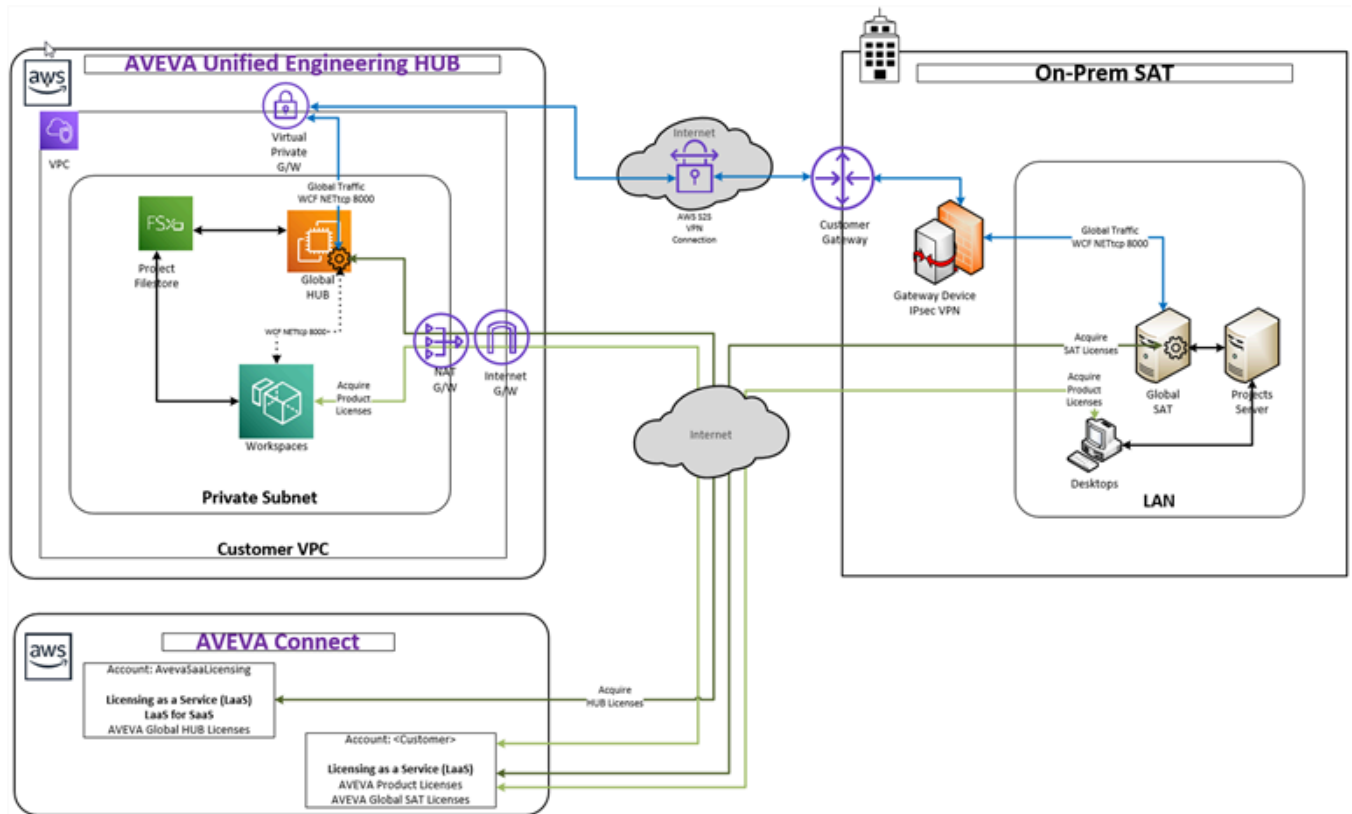 aws
AVEVA Unified Engineering HUB
VPC
Virtual
Private
G/W
Global Traffic
WCF NETtcp 8000
FSx
Project
Filestore
Global
HUB
WCF NETtcp 8000
Acquire
Product
Licenses
Workspaces
NAT
G/W
Internet
G/W
Private Subnet
Customer VPC
Internet
AWS S2S
VPN
Connection
Customer
Gateway
On-Prem SAT
Gateway Device
IPsec VPN
Global Traffic
WCF NETtcp 8000
Acquire
SAT Licenses
Acquire
Product
Licenses
Global
SAT
Projects
Server
Desktops
LAN
Internet
aws
AVEVA Connect
Account: AvevaSaaLicensing
Licensing as a Service (LaaS)
LaaS for SaaS
AVEVA Global HUB Licenses
Acquire
HUB Licenses
Account: <Customer>
Licensing as a Service (LaaS)
AVEVA Product Licenses
AVEVA Global SAT Licenses